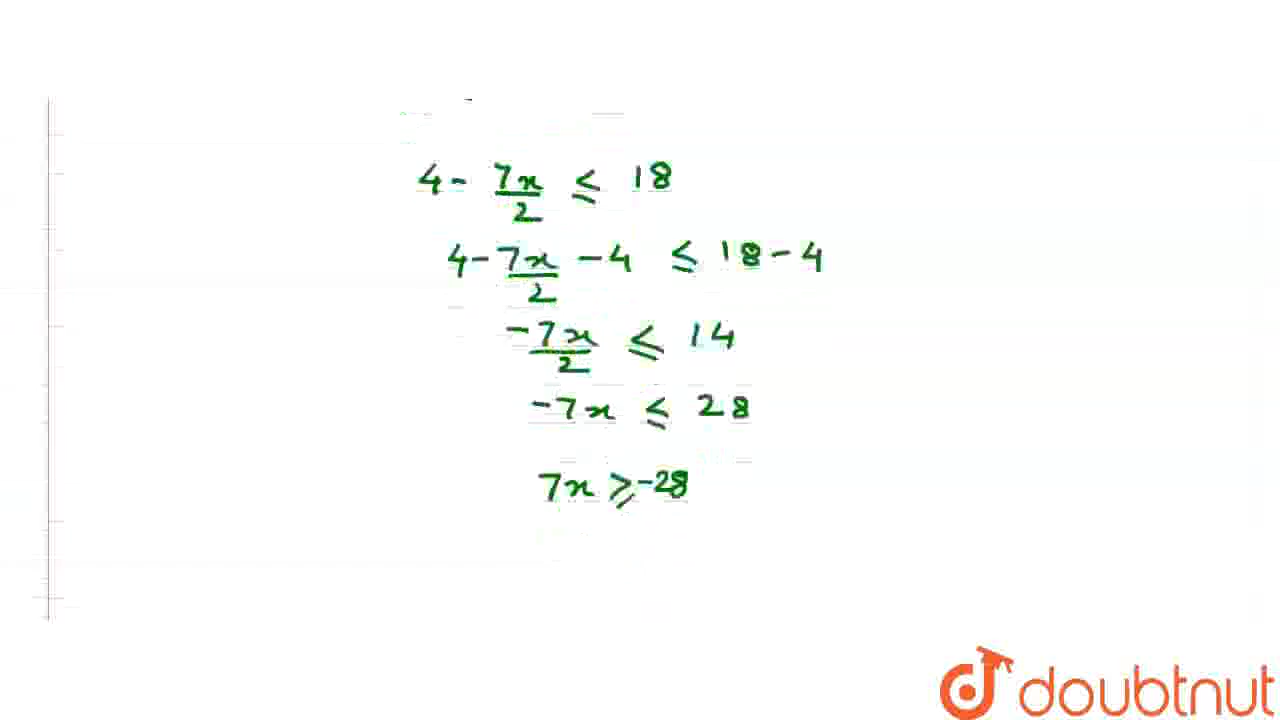 4 - 7x/2 ≤ 18
4 - 7x/2 - 4 ≤ 18 - 4
-7x/2 ≤ 14
-7x ≤ 28
7x ≥ -28
doubtnut